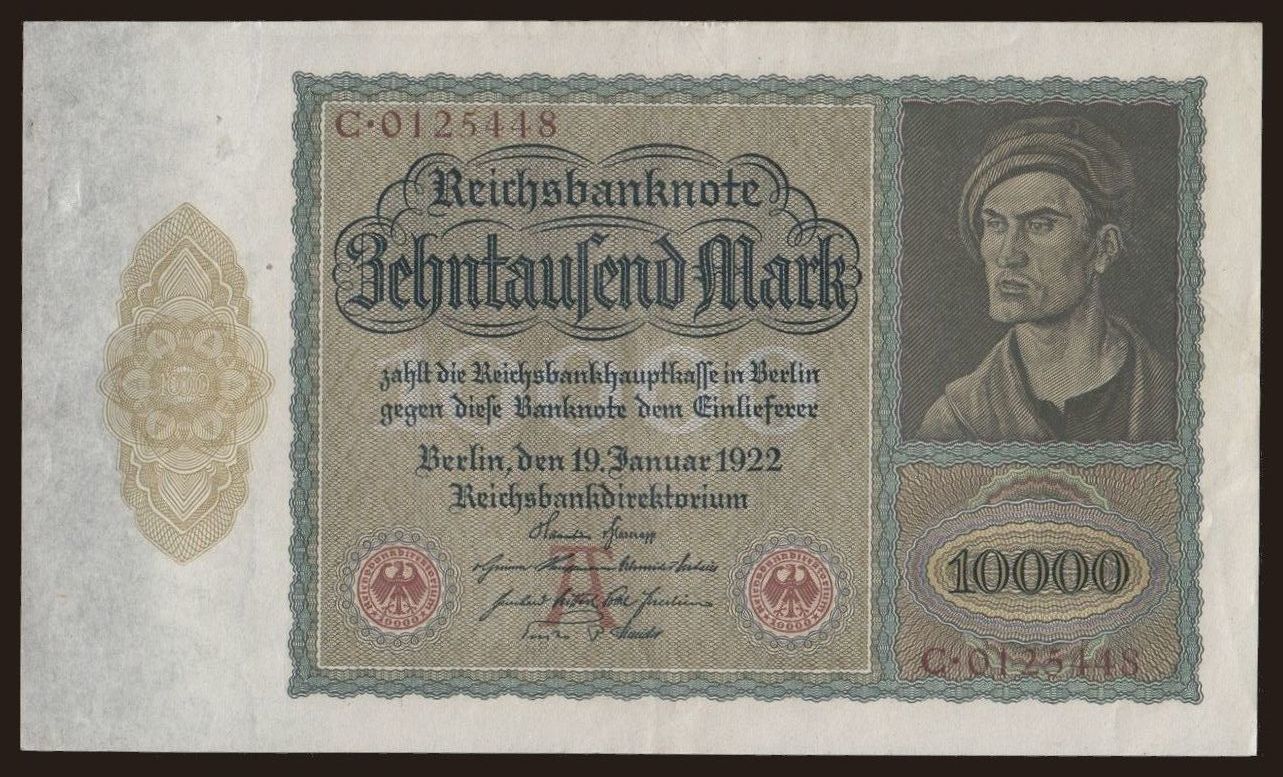 C·0125448
Reichsbanknote
Zehntauſend Mark
zahlt die Reichsbankhauptkaſſe in Berlin
gegen dieſe Banknote dem Einlieferer
Berlin, den 19. Januar 1922
Reichsbankdirektorium
A
10000
C·0125448